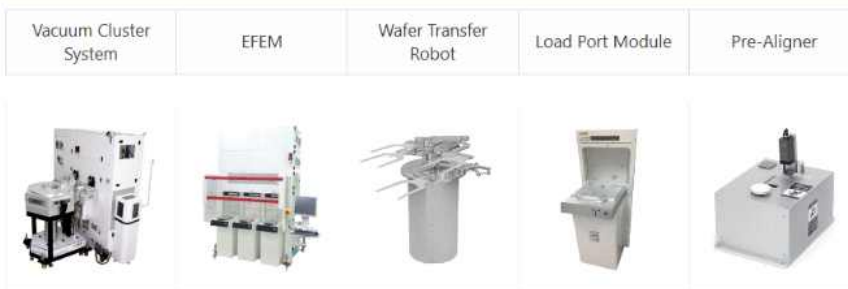 Vacuum Cluster
System
EFEM
Wafer Transfer
Robot
Load Port Module
Pre-Aligner